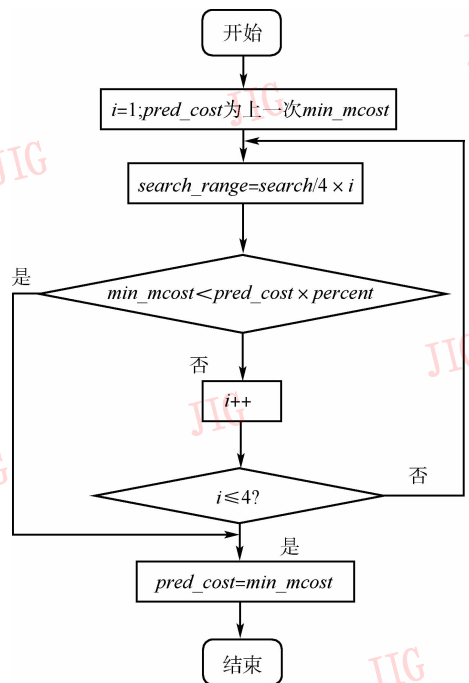 开始
i=1;pred_cost为上一次min_mcost
search_range=search/4×i
是
min_mcost<pred_cost×percent
否
i++
否
i≤4?
是
pred_cost=min_mcost
结束
JIG
JIG
JIG
JIG
JIG